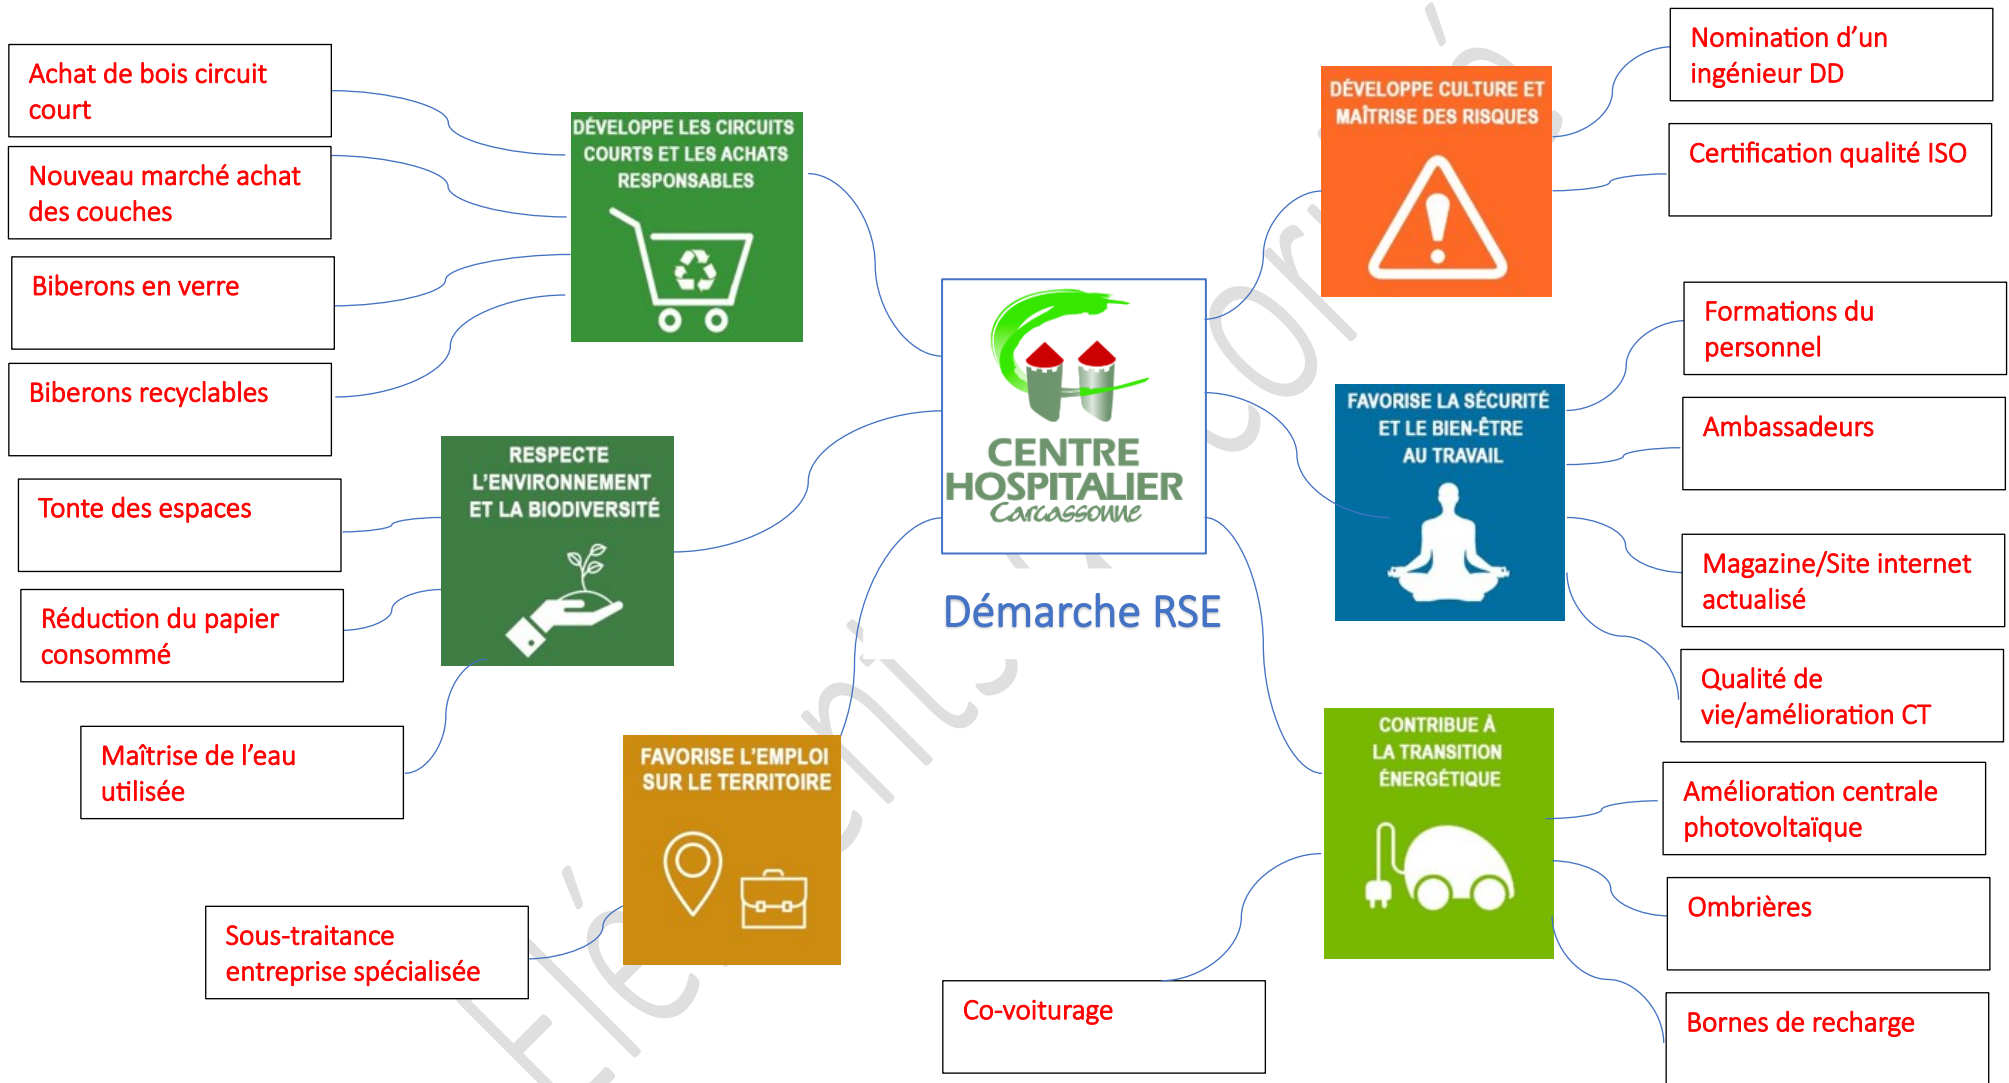 Achat de bois circuit
court
Nouveau marché achat
des couches
Biberons en verre
Biberons recyclables
DÉVELOPPE LES CIRCUITS
COURTS ET LES ACHATS
RESPONSABLES
RESPECTE
L'ENVIRONNEMENT
ET LA BIODIVERSITÉ
Tonte des espaces
Réduction du papier
consommé
Maîtrise de l'eau
utilisée
FAVORISE L'EMPLOI
SUR LE TERRITOIRE
Sous-traitance
entreprise spécialisée
CENTRE
HOSPITALIER
Carcassonne
Démarche RSE
DÉVELOPPE CULTURE ET
MAÎTRISE DES RISQUES
Nomination d'un
ingénieur DD
Certification qualité ISO
FAVORISE LA SÉCURITÉ
ET LE BIEN-ÊTRE
AU TRAVAIL
Formations du
personnel
Ambassadeurs
Magazine/Site internet
actualisé
Qualité de
vie/amélioration CT
CONTRIBUE À
LA TRANSITION
ÉNERGÉTIQUE
Amélioration centrale
photovoltaïque
Ombrières
Bornes de recharge
Co-voiturage